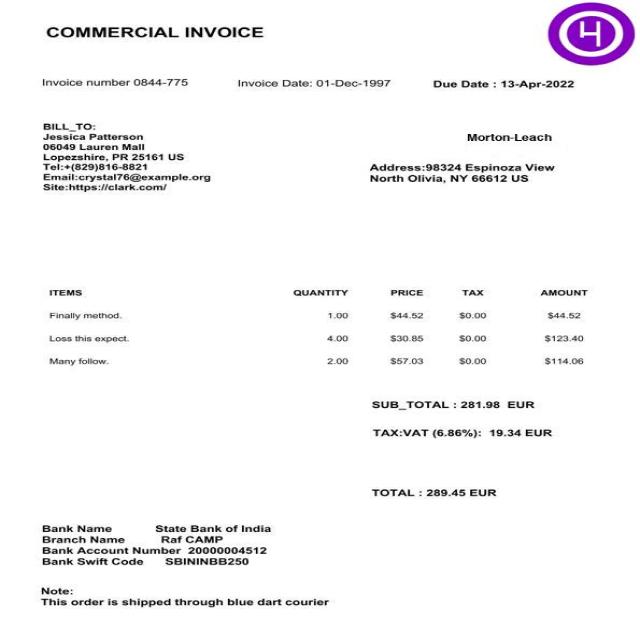 COMMERCIAL INVOICE
Invoice number 0844-775 Invoice Date: 01-Dec-1997 Due Date : 13-Apr-2022
BILL_TO:
Jessica Patterson
06049 Lauren Mall
Lopezshire, PR 25161 US
Tel:+(829)816-8821
Email:crystal76@example.org
Site:https://clark.com/
Morton-Leach
Address:98324 Espinoza View
North Olivia, NY 66612 US
ITEMS QUANTITY PRICE TAX AMOUNT
Finally method. 1.00 $44.52 $0.00 $44.52
Loss this expect. 4.00 $30.85 $0.00 $123.40
Many follow. 2.00 $57.03 $0.00 $114.06
SUB_TOTAL : 281.98 EUR
TAX:VAT (6.86%): 19.34 EUR
TOTAL : 289.45 EUR
Bank Name State Bank of India
Branch Name Raf CAMP
Bank Account Number 20000004512
Bank Swift Code SBININBB250
Note:
This order is shipped through blue dart courier